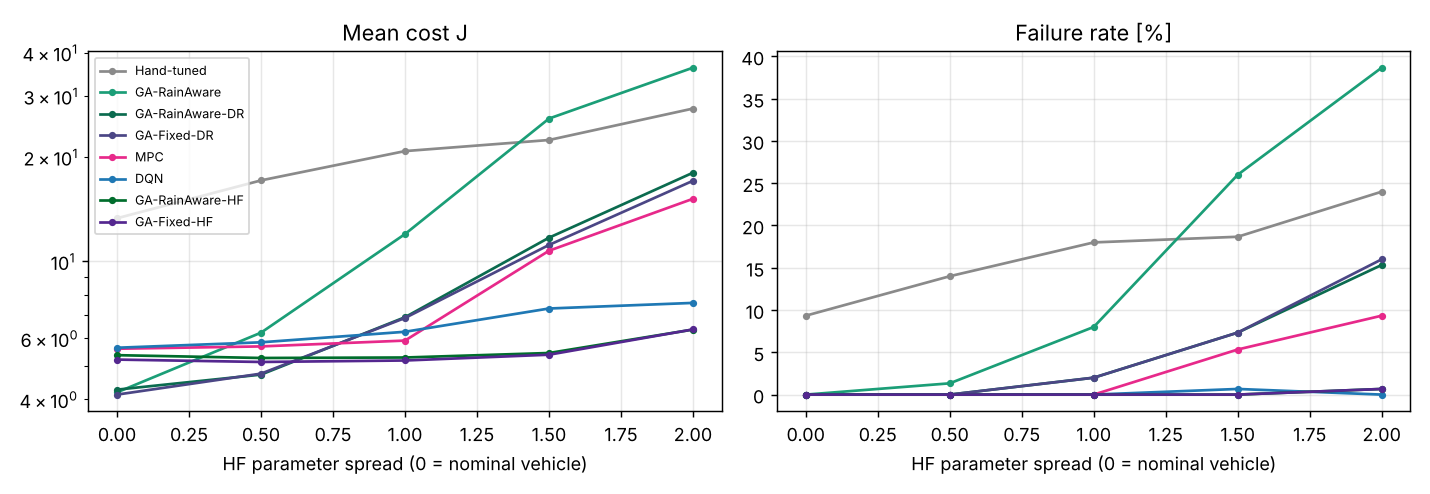 Mean cost J
4 × 10¹
3 × 10¹
2 × 10¹
10¹
6 × 10⁰
4 × 10⁰
Hand-tuned
GA-RainAware
GA-RainAware-DR
GA-Fixed-DR
MPC
DQN
GA-RainAware-HF
GA-Fixed-HF
0.00 0.25 0.50 0.75 1.00 1.25 1.50 1.75 2.00
HF parameter spread (0 = nominal vehicle)
Failure rate [%]
40
35
30
25
20
15
10
5
0
0.00 0.25 0.50 0.75 1.00 1.25 1.50 1.75 2.00
HF parameter spread (0 = nominal vehicle)